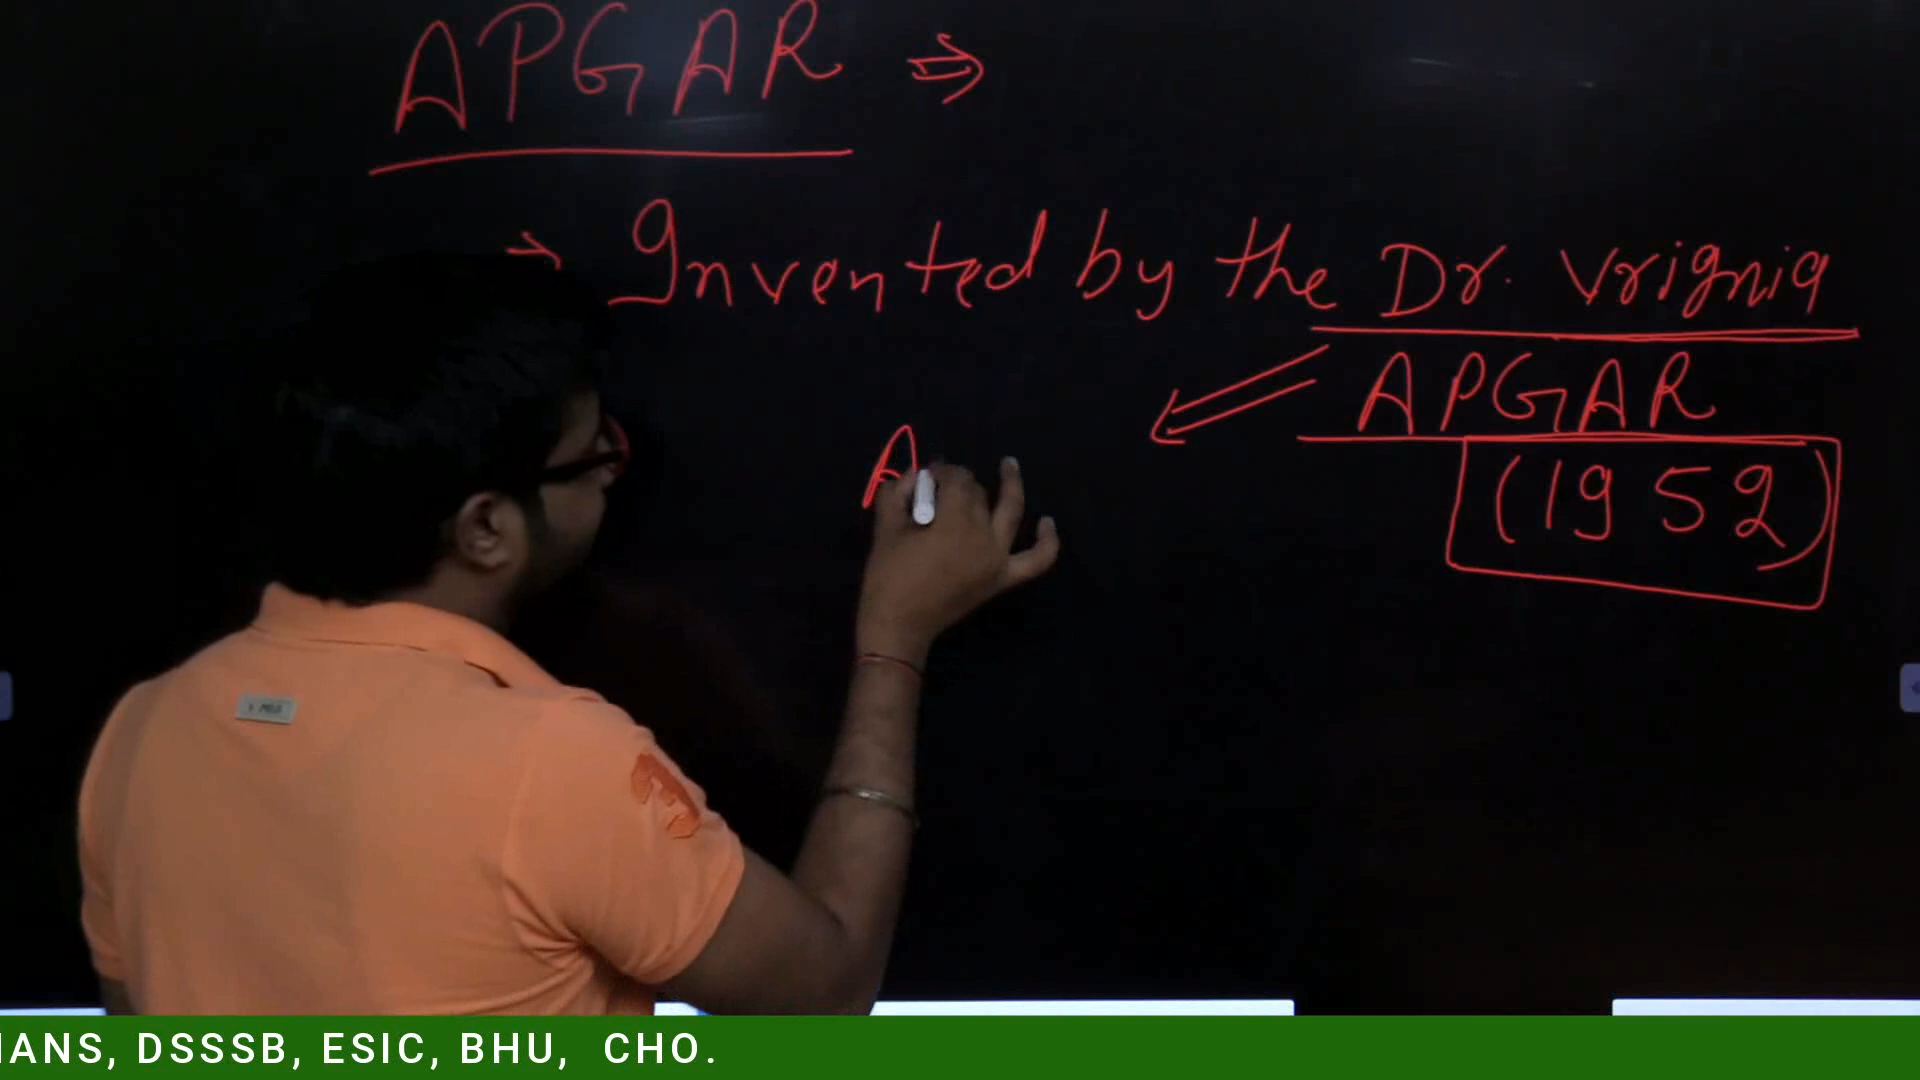 APGAR ⇒
→ Invented by the Dr. Vrignia
APGAR
(1952)
A
IANS, DSSSB, ESIC, BHU, CHO.